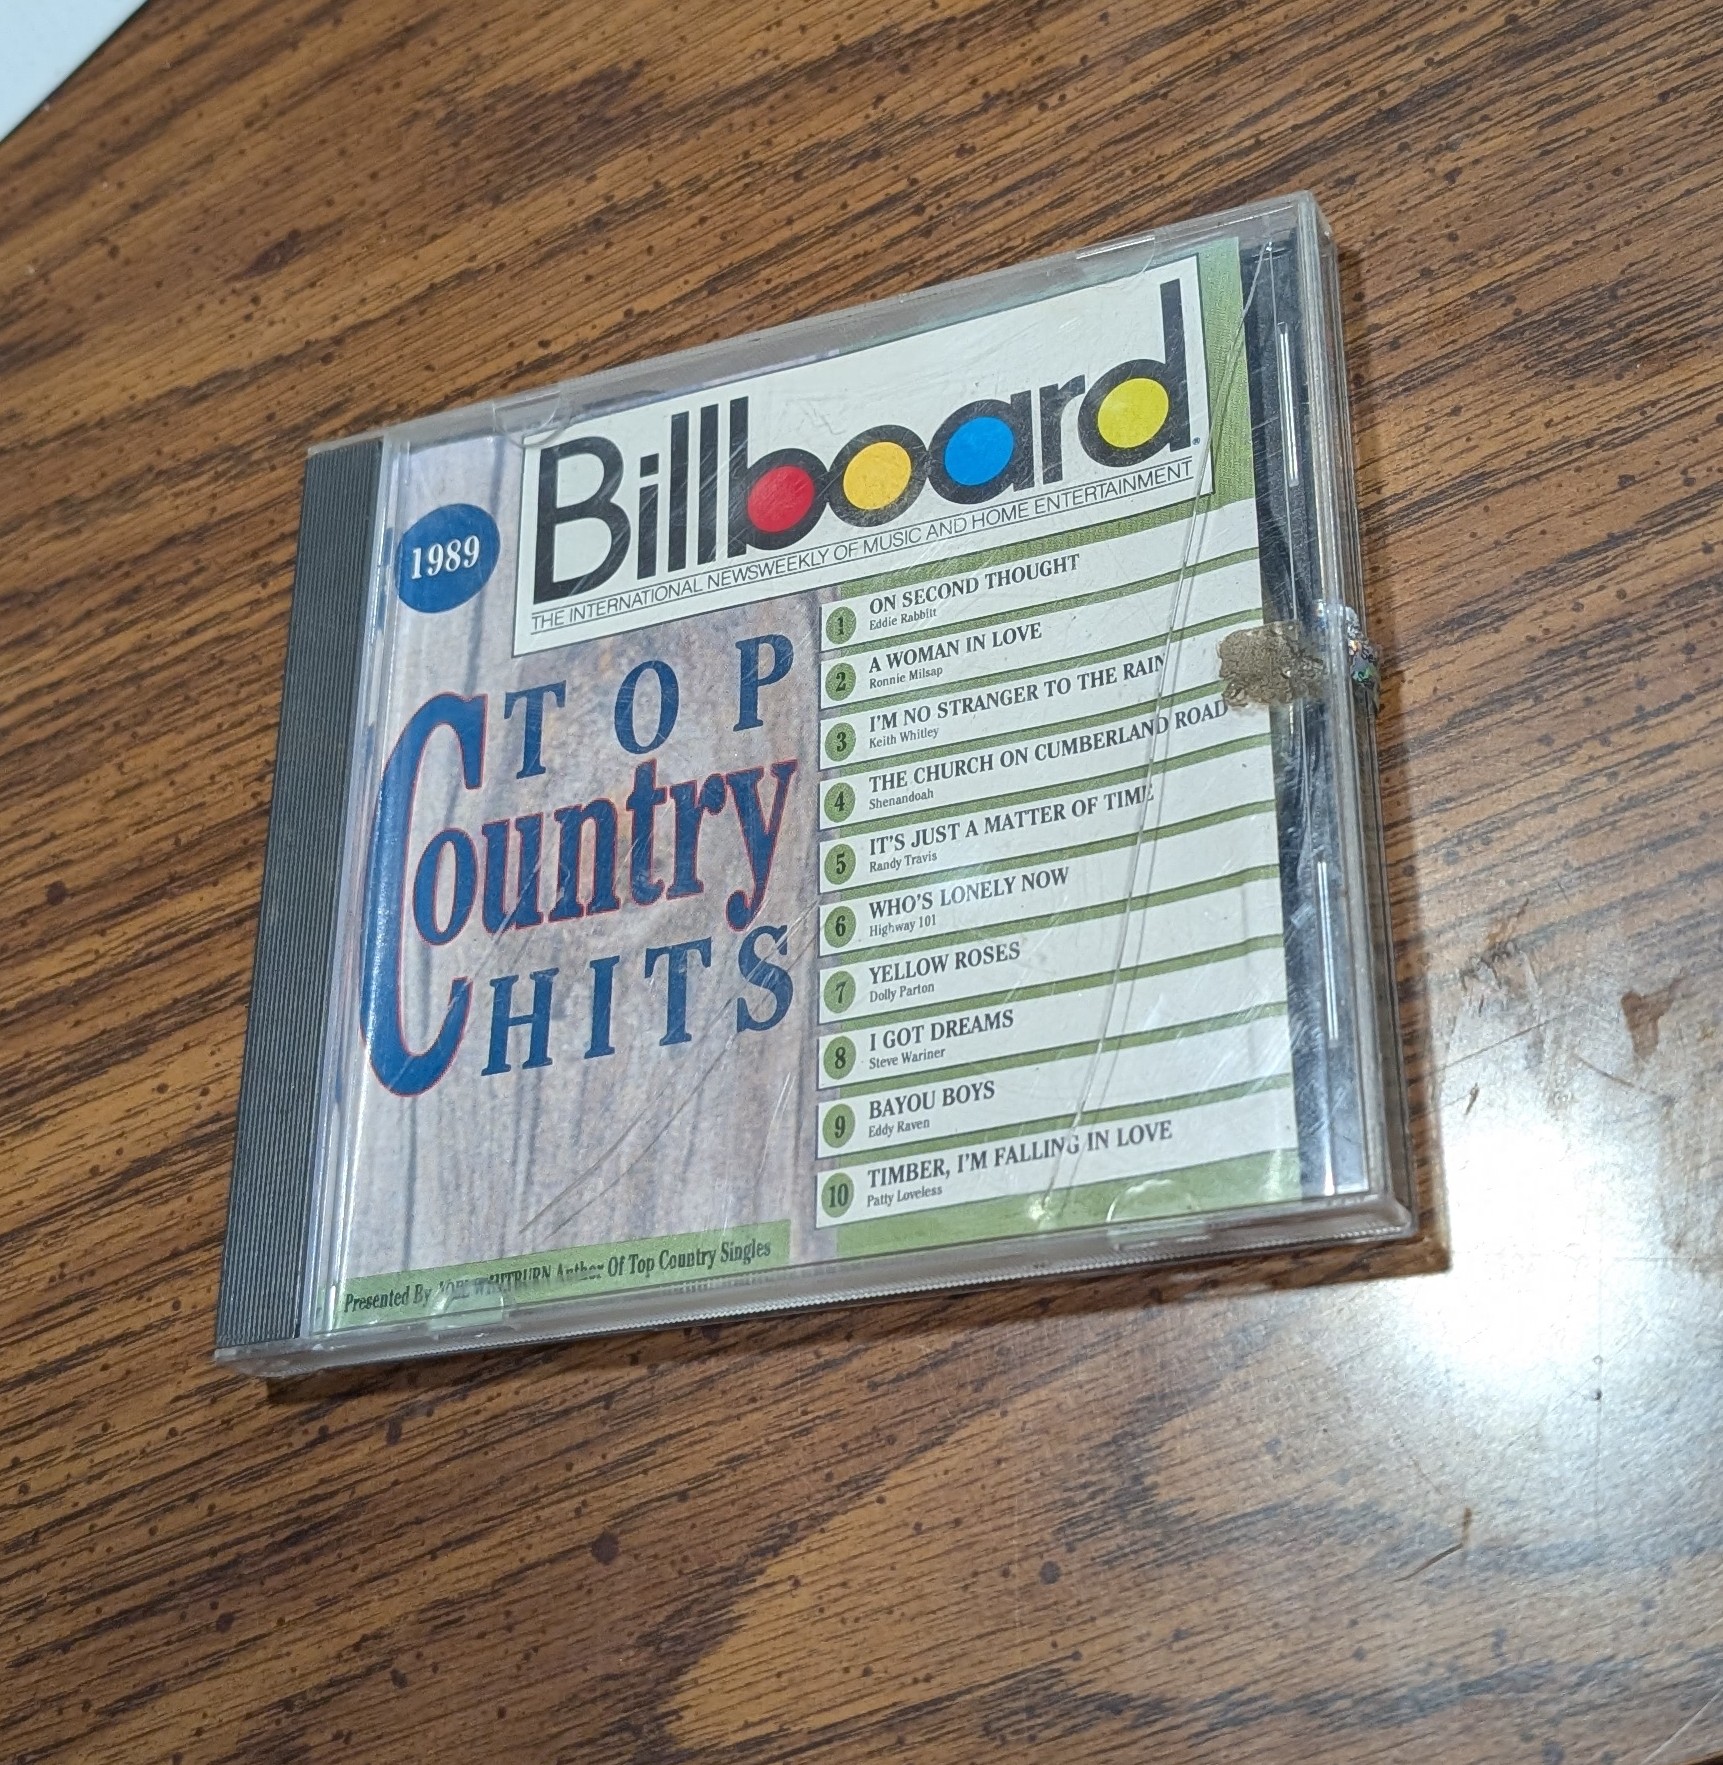 1989
Billboard®
THE INTERNATIONAL NEWSWEEKLY OF MUSIC AND HOME ENTERTAINMENT
TOP
Country
HITS
1 ON SECOND THOUGHT
Eddie Rabbitt
2 A WOMAN IN LOVE
Ronnie Milsap
3 I'M NO STRANGER TO THE RAIN
Keith Whitley
4 THE CHURCH ON CUMBERLAND ROAD
Shenandoah
5 IT'S JUST A MATTER OF TIME
Randy Travis
6 WHO'S LONELY NOW
Highway 101
7 YELLOW ROSES
Dolly Parton
8 I GOT DREAMS
Steve Wariner
9 BAYOU BOYS
Eddy Raven
10 TIMBER, I'M FALLING IN LOVE
Patty Loveless
Presented By JOEL WHITBURN Author Of Top Country Singles